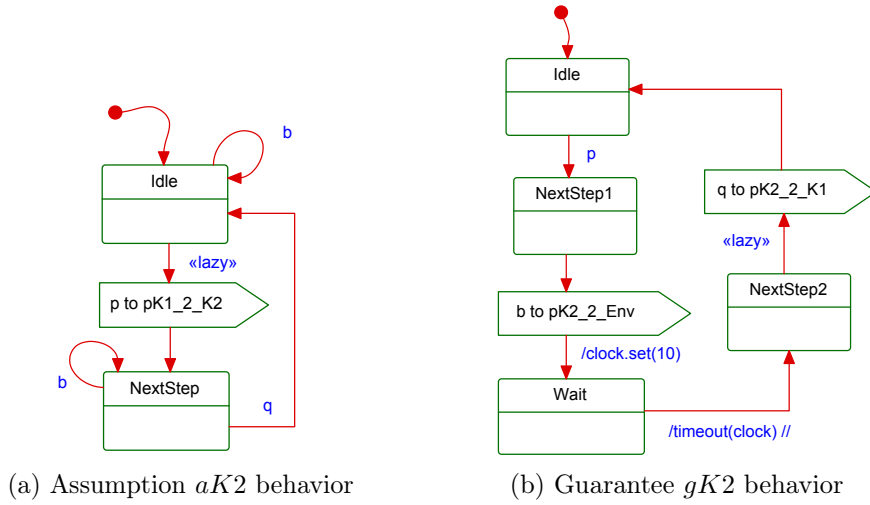 Idle
b
«lazy»
p to pK1_2_K2
b
NextStep
q
(a) Assumption aK2 behavior
Idle
p
NextStep1
b to pK2_2_Env
/clock.set(10)
Wait
/timeout(clock) //
NextStep2
«lazy»
q to pK2_2_K1
(b) Guarantee gK2 behavior